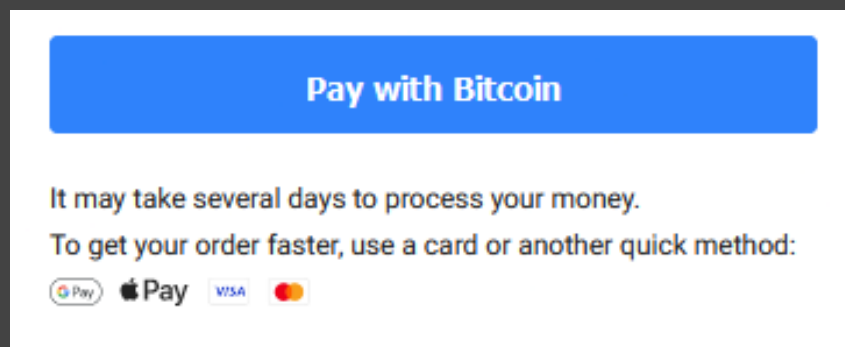 Pay with Bitcoin
It may take several days to process your money.
To get your order faster, use a card or another quick method:
G Pay Pay VISA